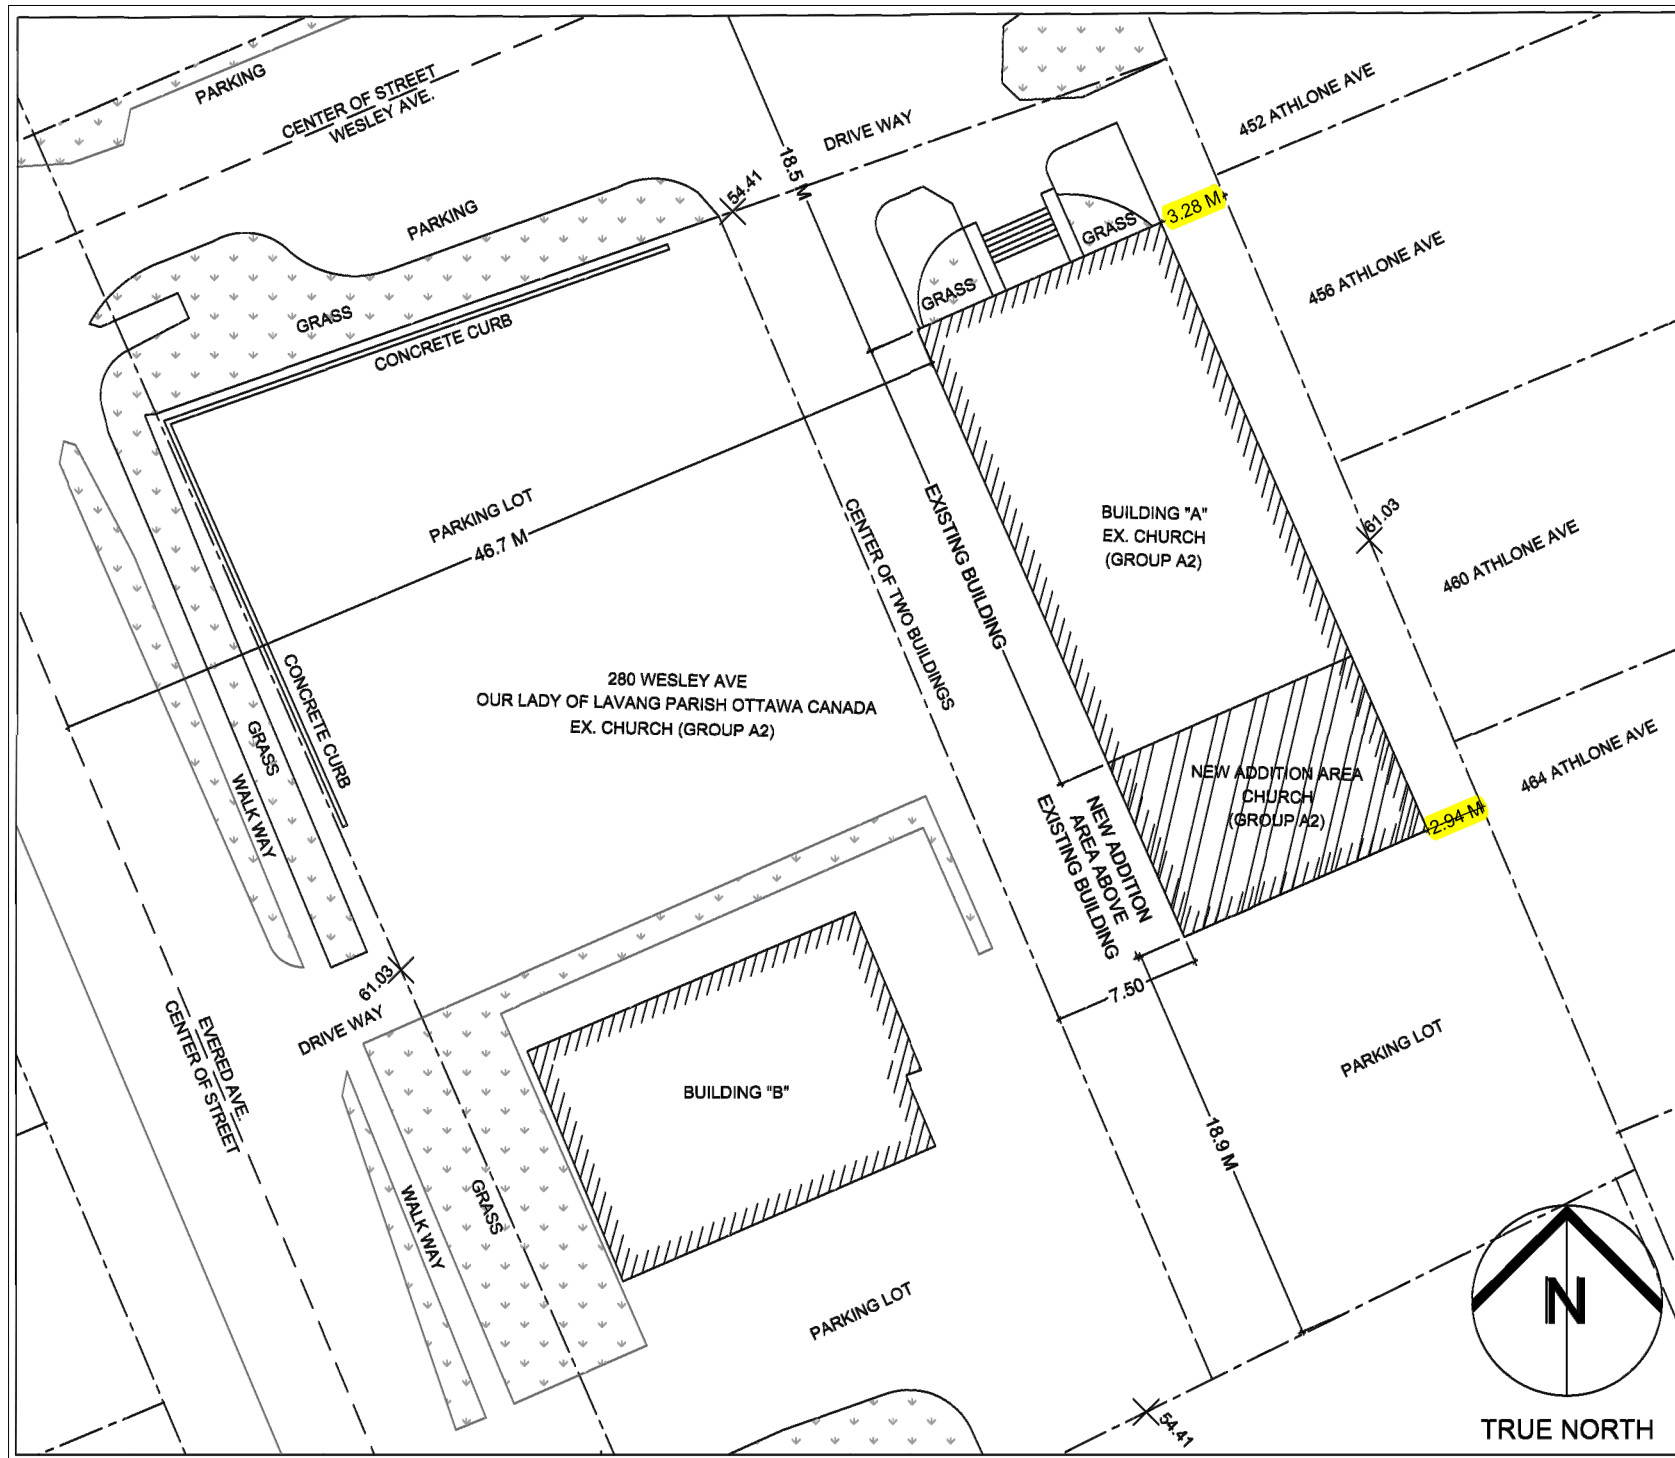 PARKING
CENTER OF STREET
WESLEY AVE.
DRIVE WAY
452 ATHLONE AVE
18.5 M
54.41
PARKING
3.28 M
GRASS
456 ATHLONE AVE
GRASS
GRASS
CONCRETE CURB
PARKING LOT
46.7 M
CENTER OF TWO BUILDINGS
EXISTING BUILDING
BUILDING "A"
EX. CHURCH
(GROUP A2)
61.03
460 ATHLONE AVE
280 WESLEY AVE
OUR LADY OF LAVANG PARISH OTTAWA CANADA
EX. CHURCH (GROUP A2)
CONCRETE CURB
GRASS
WALK WAY
NEW ADDITION AREA
CHURCH
(GROUP A2)
464 ATHLONE AVE
2.94 M
NEW ADDITION
AREA ABOVE
EXISTING BUILDING
61.03
DRIVE WAY
7.50
EVERED AVE.
CENTER OF STREET
BUILDING "B"
PARKING LOT
18.9 M
WALK WAY
GRASS
PARKING LOT
54.41
N
TRUE NORTH